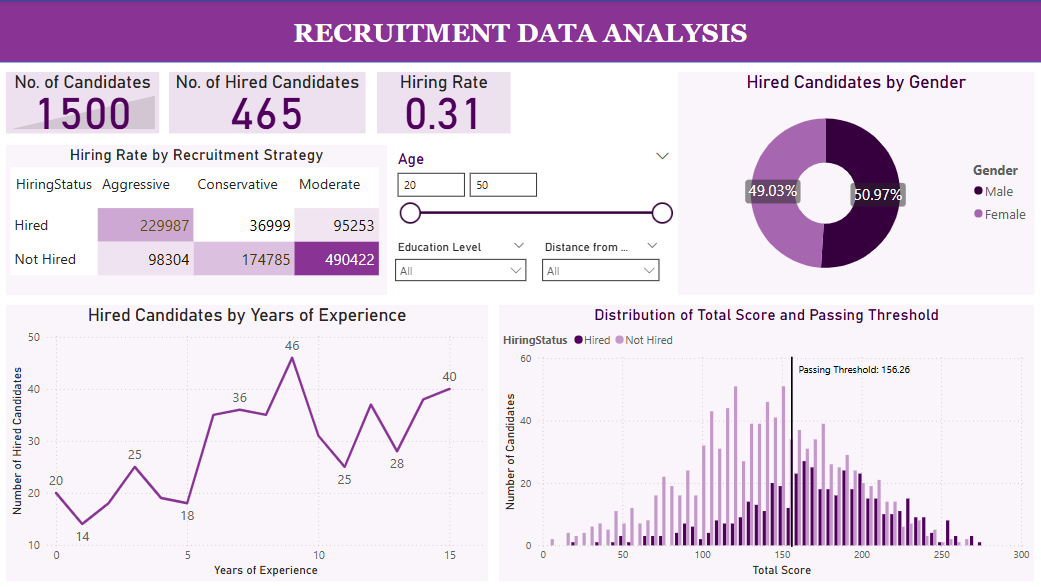 RECRUITMENT DATA ANALYSIS
No. of Candidates
1500
No. of Hired Candidates
465
Hiring Rate
0.31
Hired Candidates by Gender
49.03%
50.97%
Gender
Male
Female
Hiring Rate by Recruitment Strategy
HiringStatus Aggressive Conservative Moderate
Hired 229987 36999 95253
Not Hired 98304 174785 490422
Age
20 50
Education Level Distance from ...
All All
Hired Candidates by Years of Experience
Number of Hired Candidates
50
40
30
20
10
20
14
25
18
36
46
25
28
40
0 5 10 15
Years of Experience
Distribution of Total Score and Passing Threshold
HiringStatus Hired Not Hired
Passing Threshold: 156.26
Number of Candidates
60
40
20
0
0 50 100 150 200 250 300
Total Score